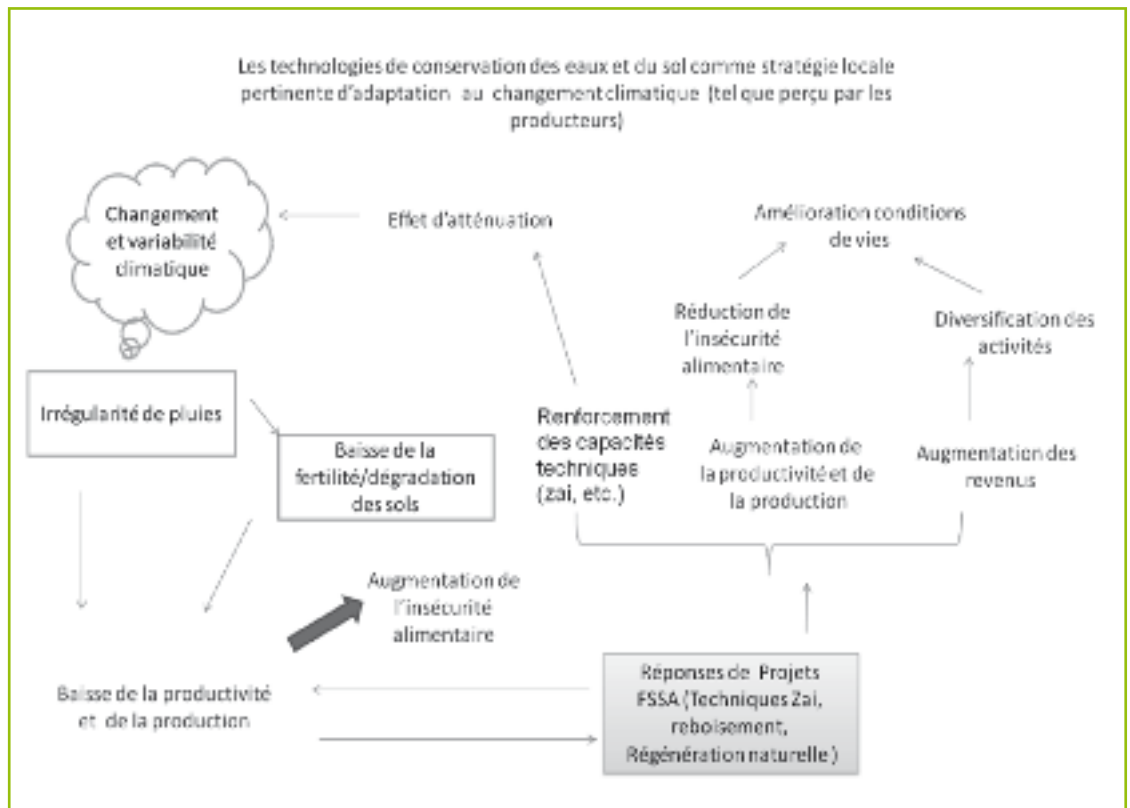 Les technologies de conservation des eaux et du sol comme stratégie locale
pertinente d'adaptation au changement climatique (tel que perçu par les
producteurs)
Changement
et variabilité
climatique
Effet d'atténuation
Amélioration conditions
de vies
Réduction de
l'insécurité
alimentaire
Diversification des
activités
Irrégularité de pluies
Baisse de la
fertilité/dégradation
des sols
Renforcement
des capacités
techniques
(zai, etc.)
Augmentation de
la productivité et de
la production
Augmentation des
revenus
Augmentation de
l'insécurité
alimentaire
Baisse de la productivité
et de la production
Réponses de Projets
FSSA (Techniques Zai,
reboisement,
Régénération naturelle )